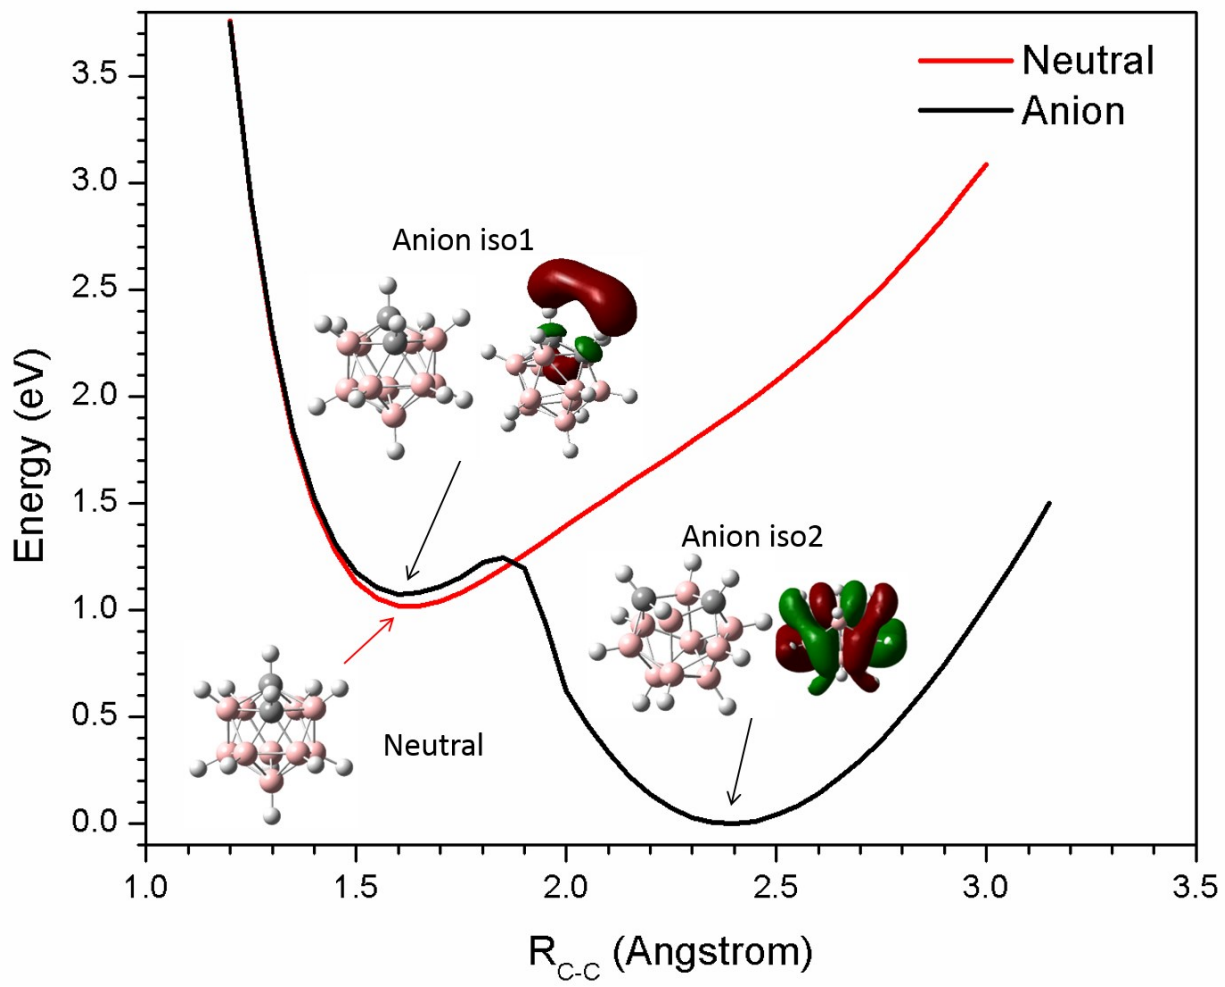 Neutral
Anion
3.5
3.0
2.5
2.0
1.5
1.0
0.5
0.0
Energy (eV)
Anion iso1
Anion iso2
Neutral
1.0 1.5 2.0 2.5 3.0 3.5
R_C-C (Angstrom)